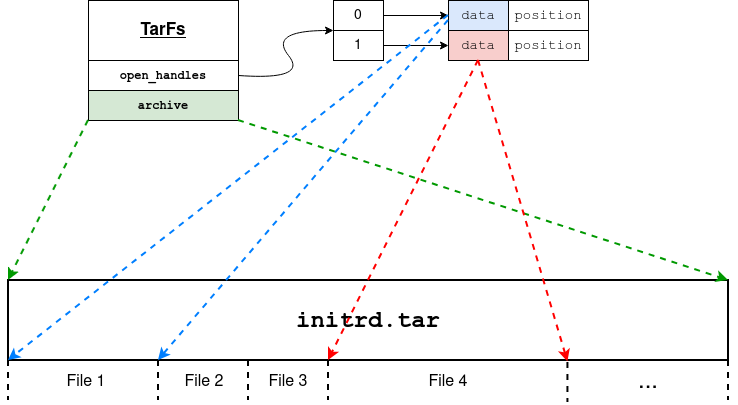 TarFs
open_handles
archive
0
1
data position
data position
initrd.tar
File 1 File 2 File 3 File 4 ...